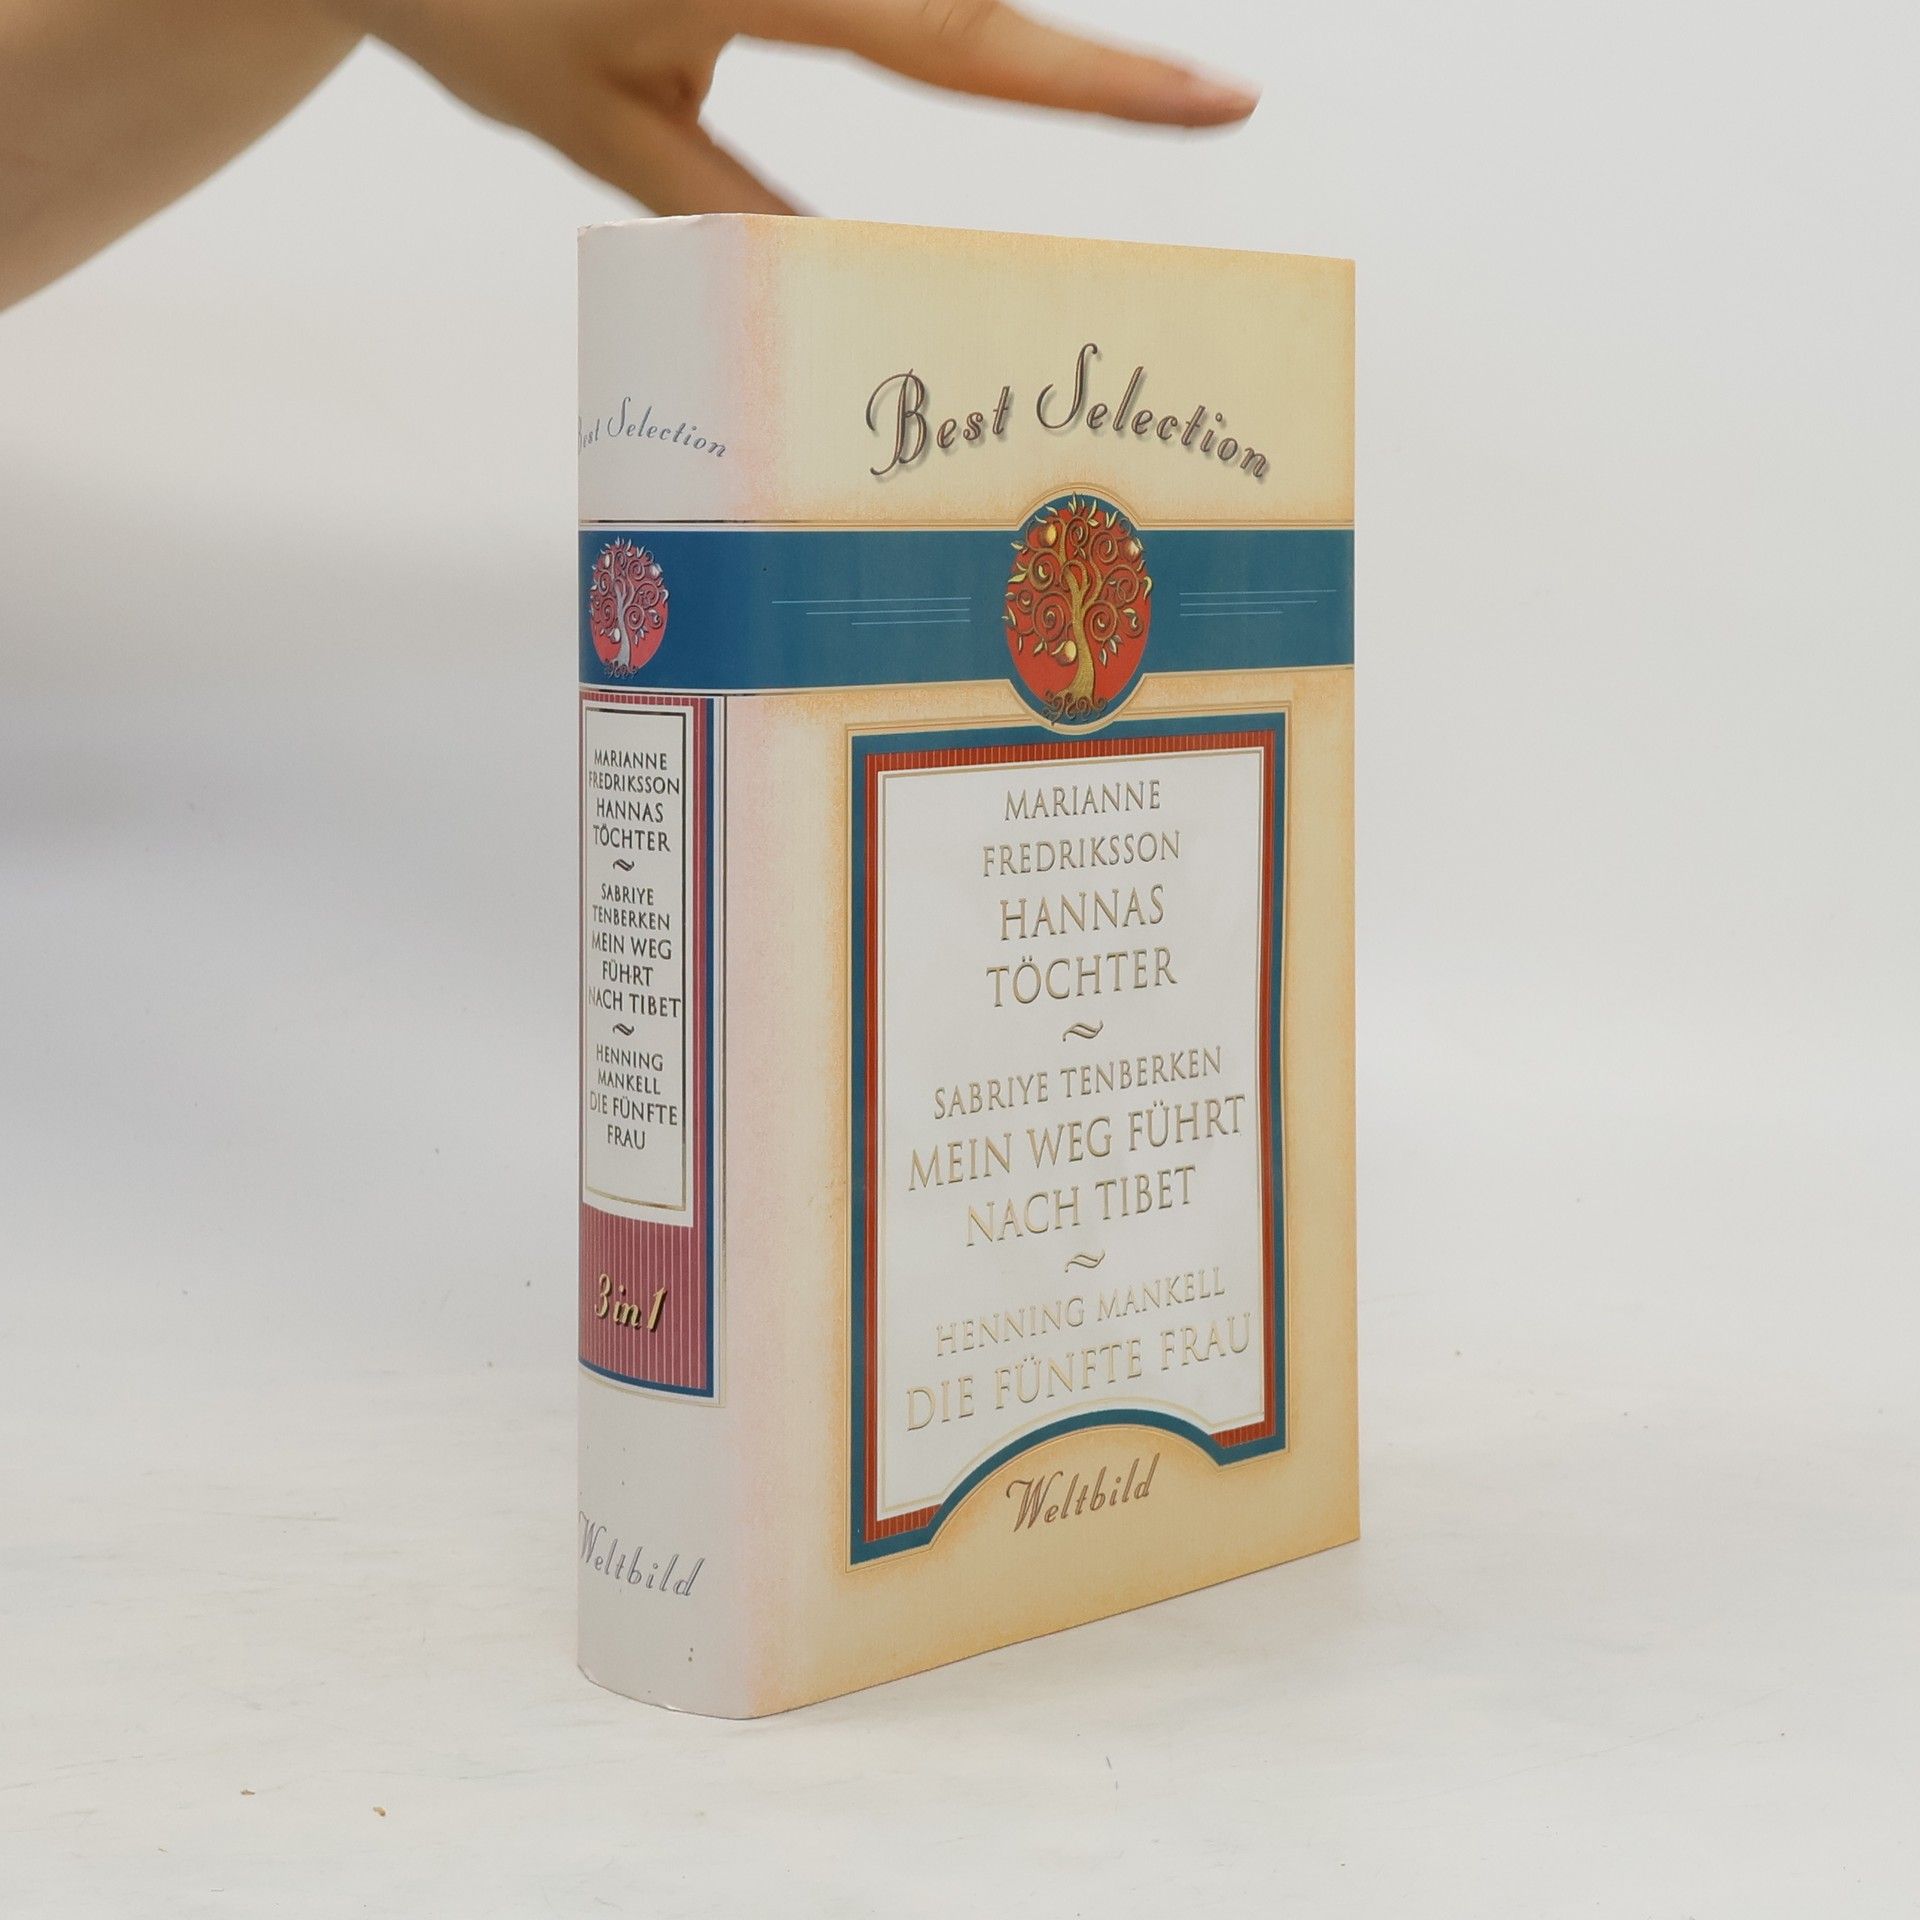 Best Selection
MARIANNE
FREDRIKSSON
HANNAS
TÖCHTER
SABRIYE
TENBERKEN
MEIN WEG
FÜHRT
NACH TIBET
HENNING
MANKELL
DIE FÜNFTE
FRAU
3 in 1
Weltbild
Best Selection
MARIANNE
FREDRIKSSON
HANNAS
TÖCHTER
SABRIYE TENBERKEN
MEIN WEG FÜHRT
NACH TIBET
HENNING MANKELL
DIE FÜNFTE FRAU
Weltbild